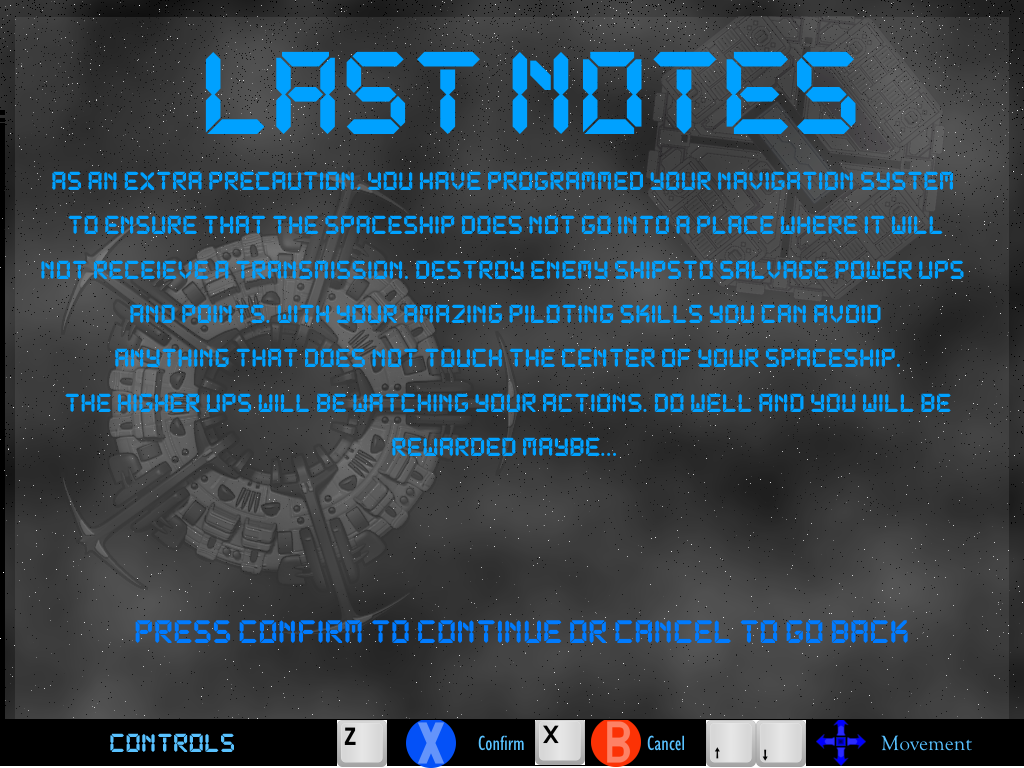 LAST NOTES
AS AN EXTRA PRECAUTION, YOU HAVE PROGRAMMED YOUR NAVIGATION SYSTEM
TO ENSURE THAT THE SPACESHIP DOES NOT GO INTO A PLACE WHERE IT WILL
NOT RECEIEVE A TRANSMISSION. DESTROY ENEMY SHIPSTO SALVAGE POWER UPS
AND POINTS. WITH YOUR AMAZING PILOTING SKILLS YOU CAN AVOID
ANYTHING THAT DOES NOT TOUCH THE CENTER OF YOUR SPACESHIP.
THE HIGHER UPS WILL BE WATCHING YOUR ACTIONS. DO WELL AND YOU WILL BE
REWARDED MAYBE...
PRESS CONFIRM TO CONTINUE OR CANCEL TO GO BACK
CONTROLS Z X Confirm X B Cancel ↑ ↓ Movement